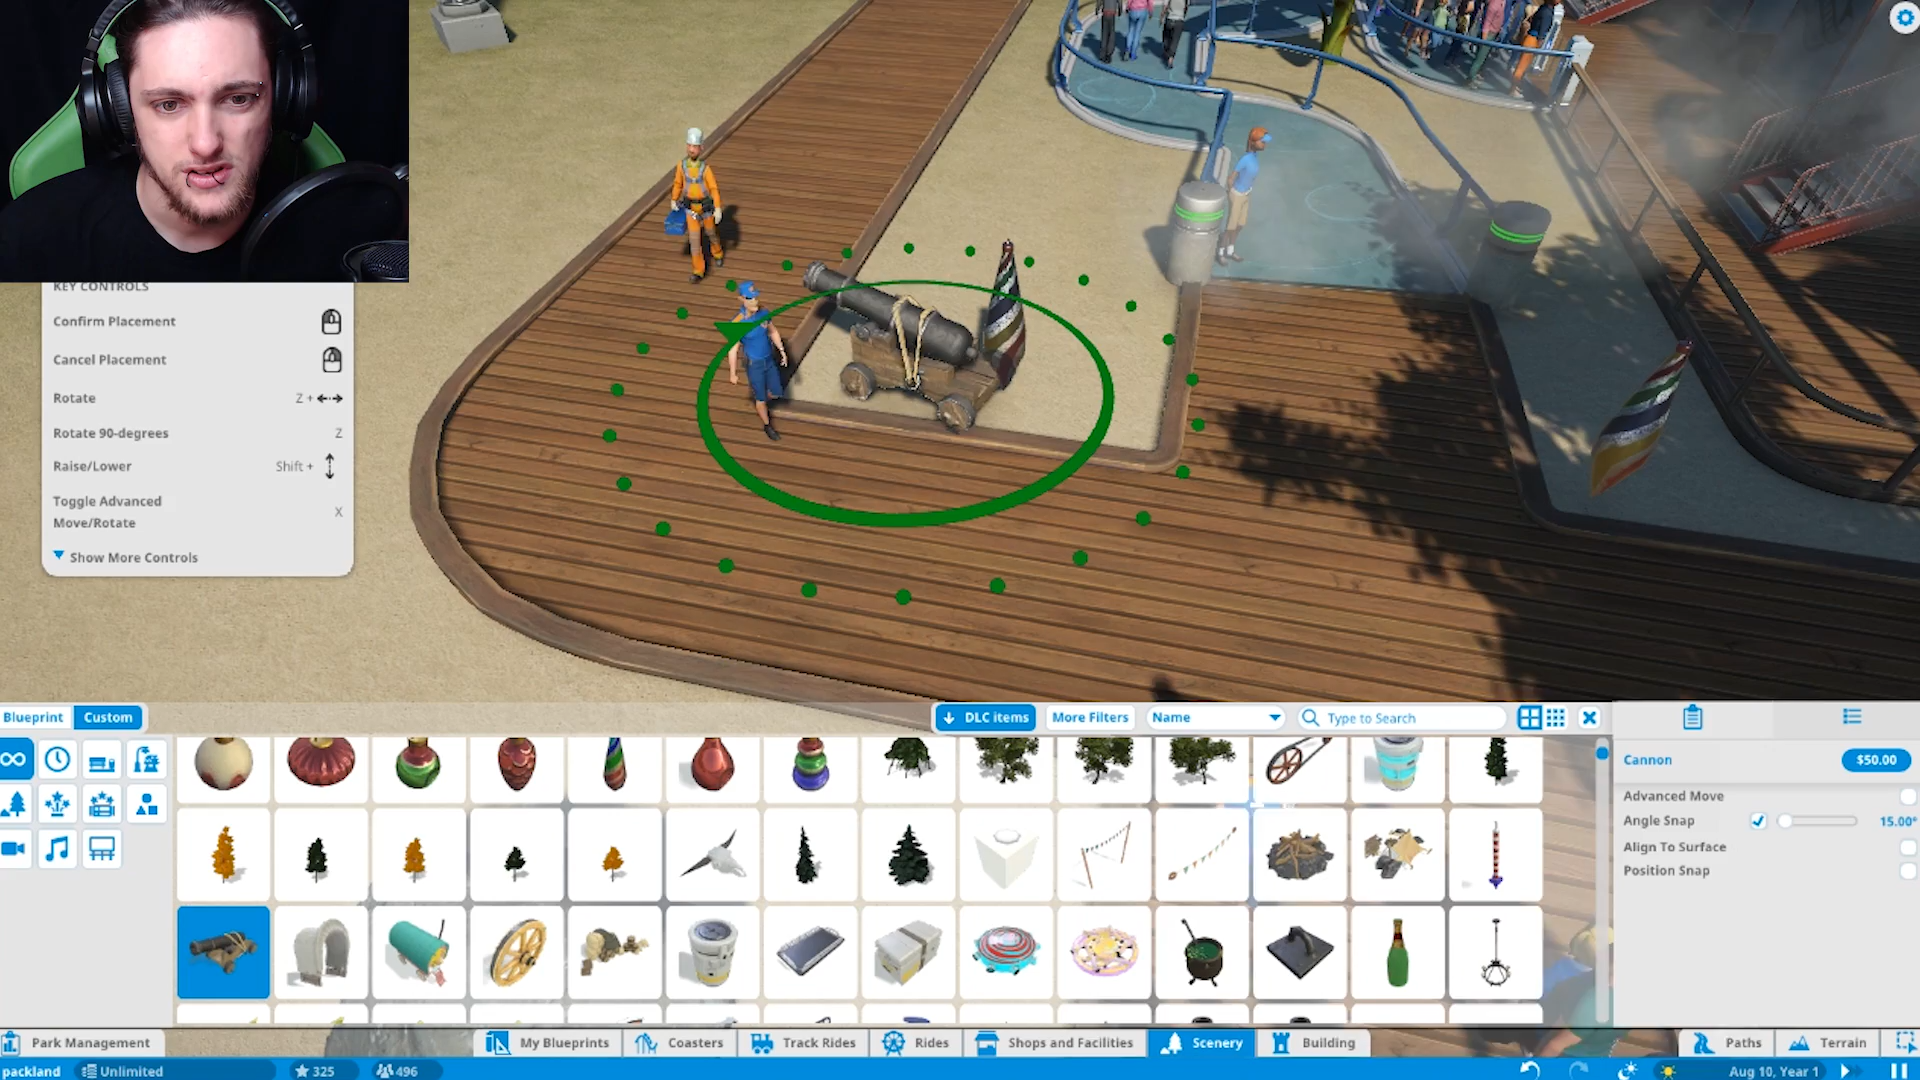 KEY CONTROLS
Confirm Placement
Cancel Placement
Rotate Z +
Rotate 90-degrees Z
Raise/Lower Shift +
Toggle Advanced
Move/Rotate X
Show More Controls
Blueprint Custom
DLC items More Filters Name Type to Search
Cannon $50.00
Advanced Move
Angle Snap 15.00°
Align To Surface
Position Snap
Park Management My Blueprints Coasters Track Rides Rides Shops and Facilities Scenery Building Paths Terrain
packland Unlimited 325 496 Aug 10, Year 1